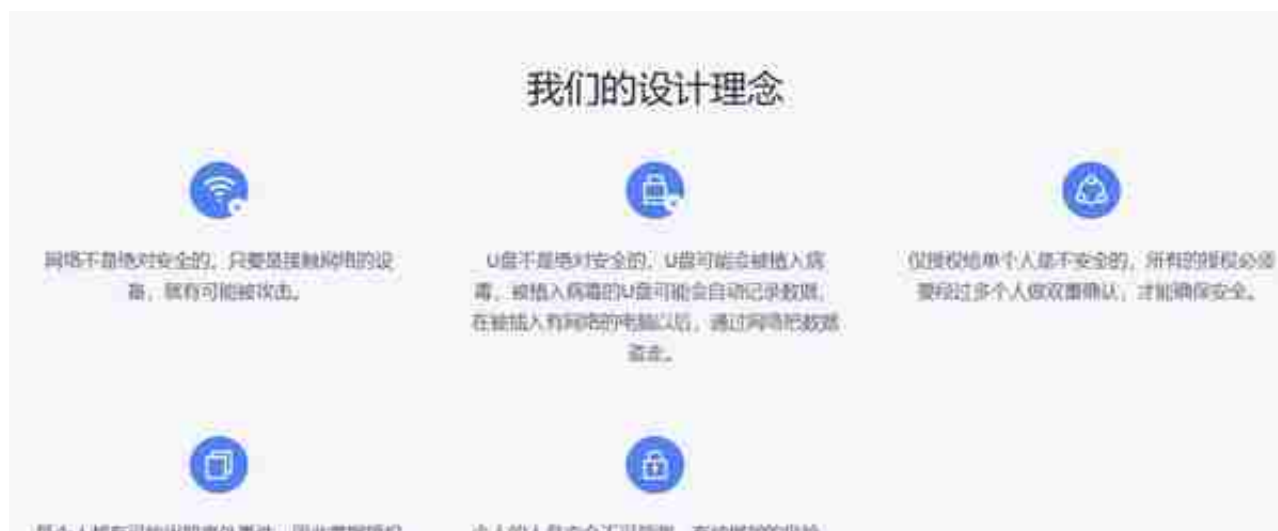 我们的设计理念
网络不是绝对安全的，只要是接触网络的设
备，就有可能被攻击。
U盘不是绝对安全的，U盘可能会被植入病
毒，被植入病毒的U盘可能会自动记录数据，
在被插入有网络的电脑以后，通过网络把数据
盗走。
仅授权给单个人是不安全的，所有的授权必须
要经过多个人做双重确认，才能确保安全。